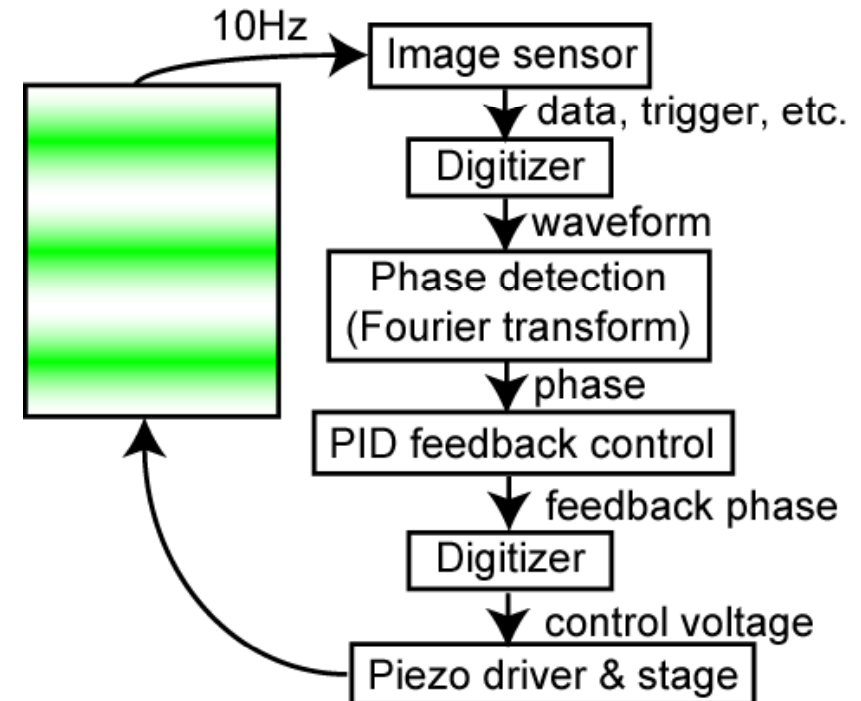 10Hz
Image sensor
data, trigger, etc.
Digitizer
waveform
Phase detection
(Fourier transform)
phase
PID feedback control
feedback phase
Digitizer
control voltage
Piezo driver & stage